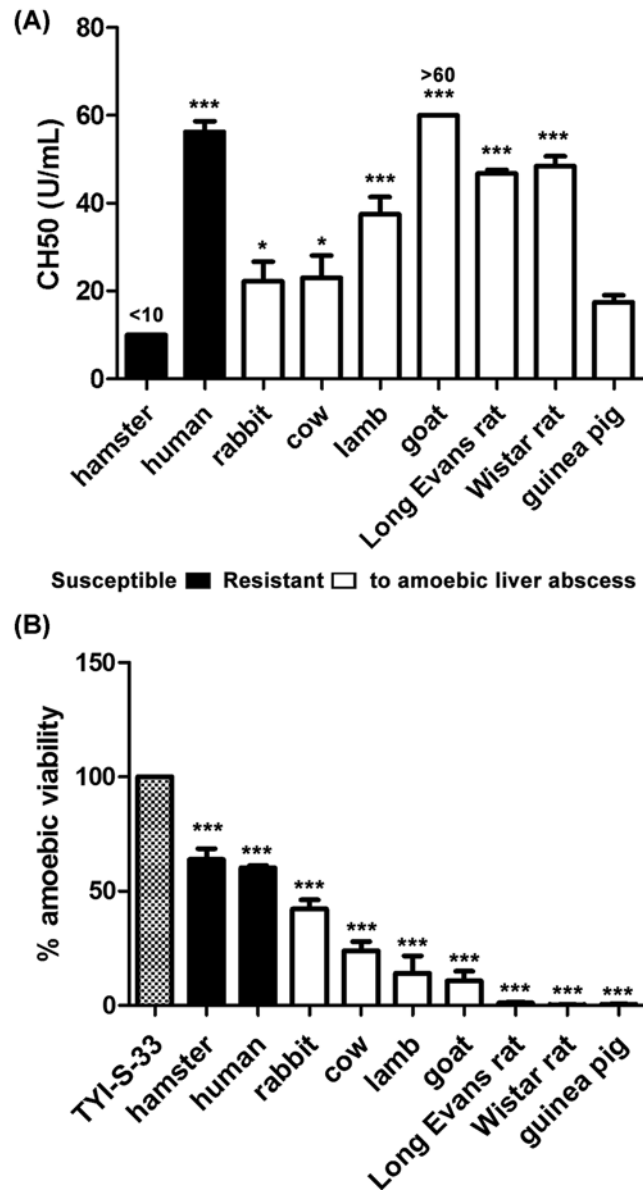 (A)
80
60
40
20
0
CH50 (U/mL)
<10
***
*
*
***
>60
***
***
***
hamster
human
rabbit
cow
lamb
goat
Long Evans rat
Wistar rat
guinea pig
Susceptible Resistant to amoebic liver abscess
(B)
150
100
50
0
% amoebic viability
***
***
***
***
***
***
***
***
***
TYI-S-33
hamster
human
rabbit
cow
lamb
goat
Long Evans rat
Wistar rat
guinea pig